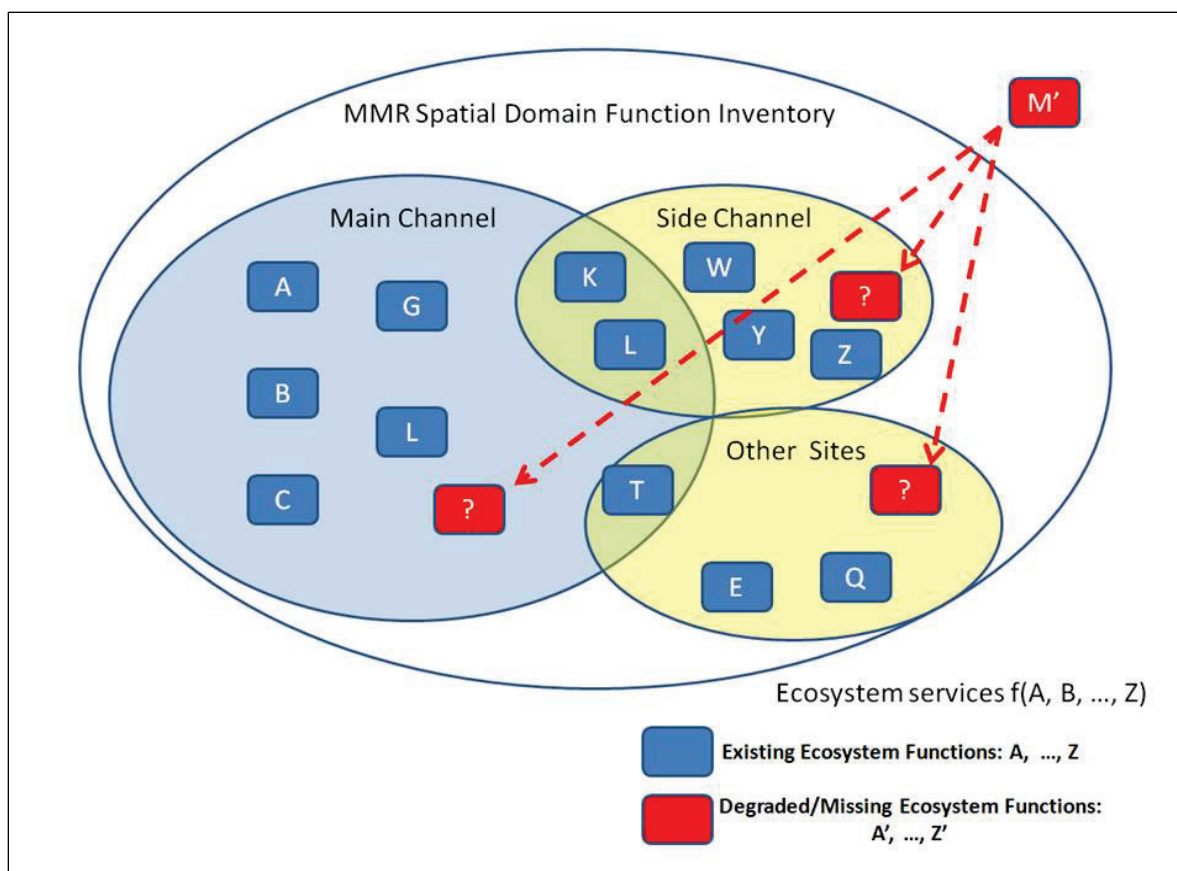 M’
MMR Spatial Domain Function Inventory
Main Channel
Side Channel
A
G
K
W
?
L
Y
Z
B
L
Other Sites
C
?
T
?
E
Q
Ecosystem services f(A, B, ..., Z)
Existing Ecosystem Functions: A, ..., Z
Degraded/Missing Ecosystem Functions:
A’, ..., Z’